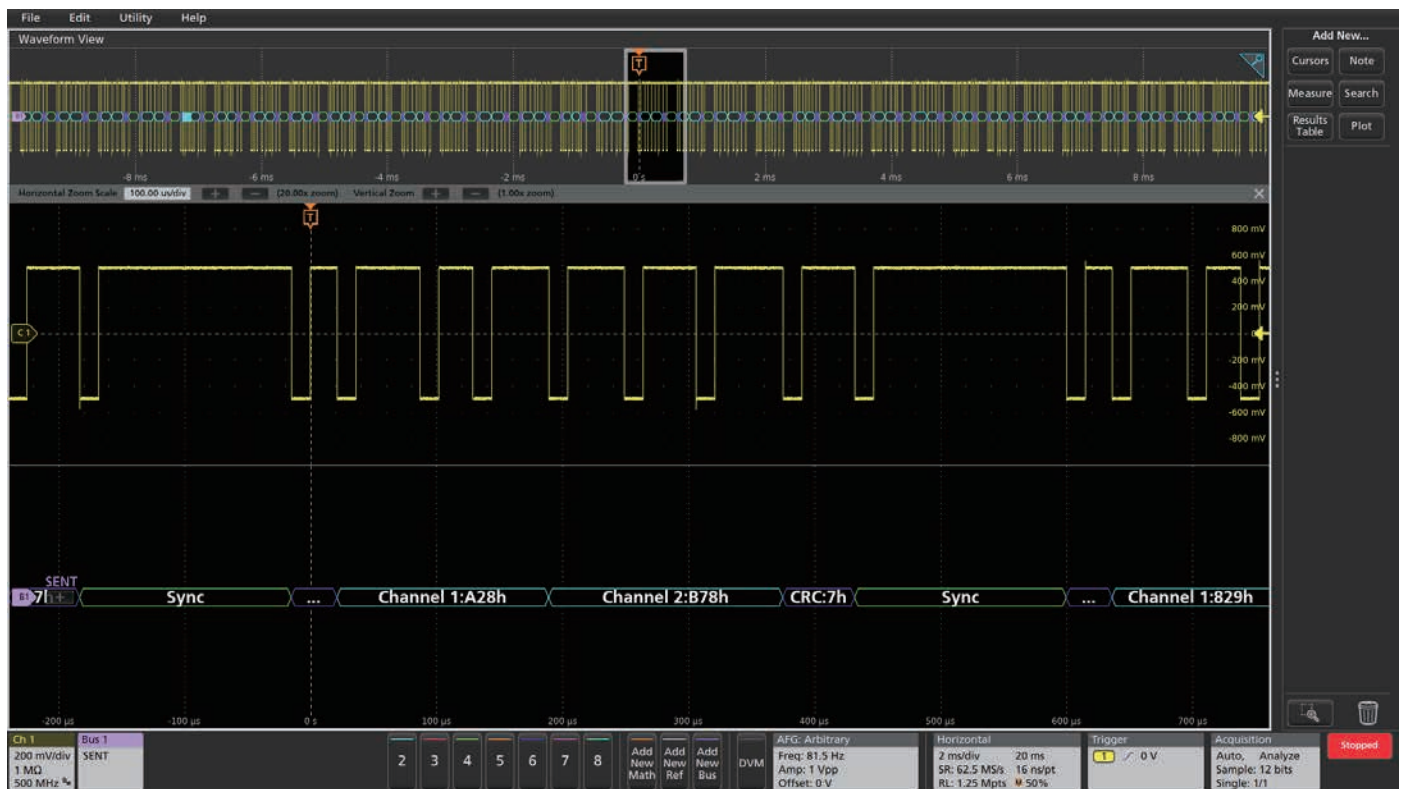 File Edit Utility Help
Waveform View
Add New...
Cursors Note
Measure Search
Results Table Plot
T
-8 ms -6 ms -4 ms -2 ms 0 s 2 ms 4 ms 6 ms 8 ms
Horizontal Zoom Scale 100.00 us/div + — (20.00x zoom) Vertical Zoom + — (1.00x zoom)
T
800 mV
600 mV
400 mV
200 mV
C1
-200 mV
-400 mV
-600 mV
-800 mV
SENT
B1 7h Sync ... Channel 1:A28h Channel 2:B78h CRC:7h Sync ... Channel 1:829h
-200 µs -100 µs 0 s 100 µs 200 µs 300 µs 400 µs 500 µs 600 µs 700 µs
Ch 1
200 mV/div
1 MΩ
500 MHz
Bus 1
SENT
2 3 4 5 6 7 8
Add New Math
Add New Ref
Add New Bus
DVM
AFG: Arbitrary
Freq: 81.5 Hz
Amp: 1 Vpp
Offset: 0 V
Horizontal
2 ms/div 20 ms
SR: 62.5 MS/s 16 ns/pt
RL: 1.25 Mpts 50%
Trigger
1 0 V
Acquisition
Auto, Analyze
Sample: 12 bits
Single: 1/1
Stopped